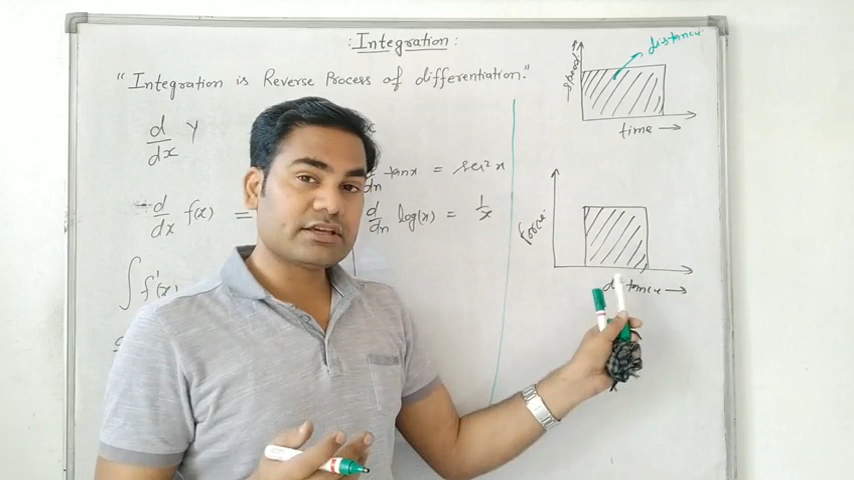 : Integration :
"Integration is Reverse Process of differentiation."
d/dx y
tanx = sec²x
d/dx f(x) =
d/dn log(x) = 1/x
∫ f'(x)
speed
distance
time →
force
distance →